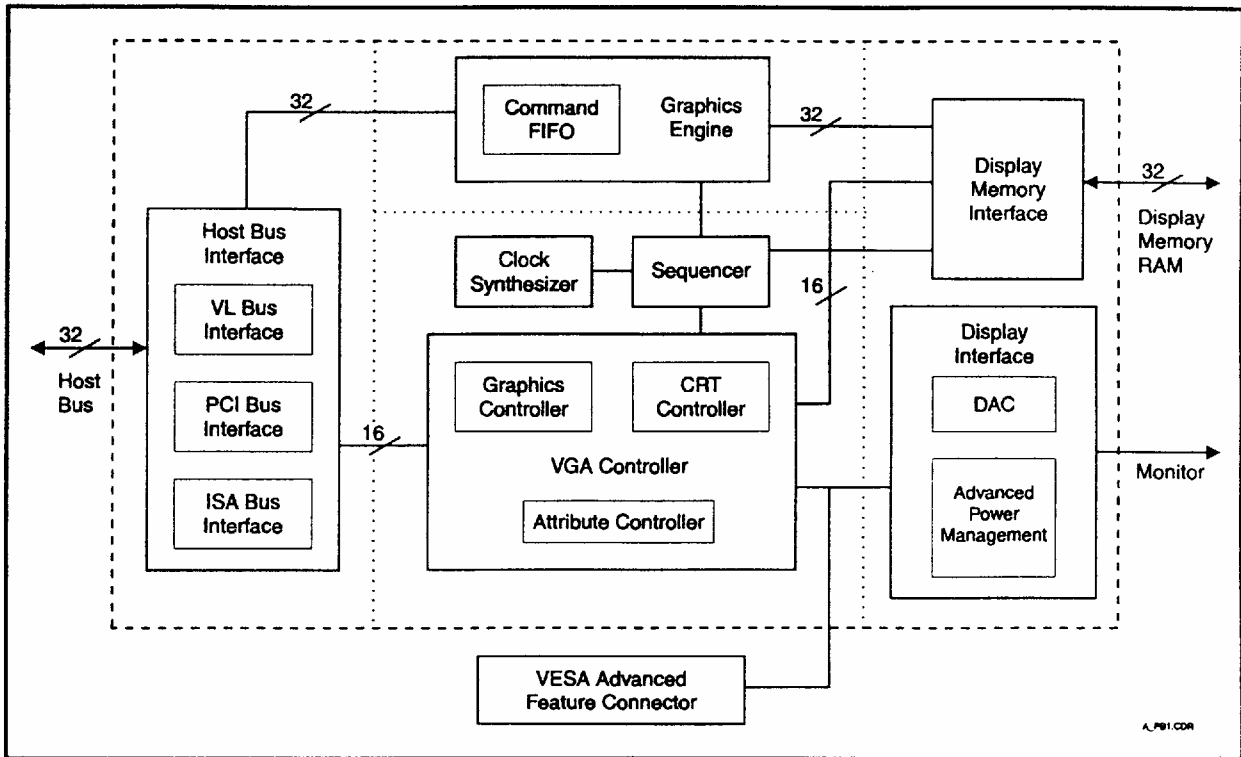 32
Command
FIFO
Graphics
Engine
32
Display
Memory
Interface
32
Display
Memory
RAM
Host Bus
Interface
VL Bus
Interface
PCI Bus
Interface
ISA Bus
Interface
32
Host
Bus
Clock
Synthesizer
Sequencer
16
16
Graphics
Controller
CRT
Controller
VGA Controller
Attribute Controller
Display
Interface
DAC
Advanced
Power
Management
Monitor
VESA Advanced
Feature Connector
A_PB1.CDR